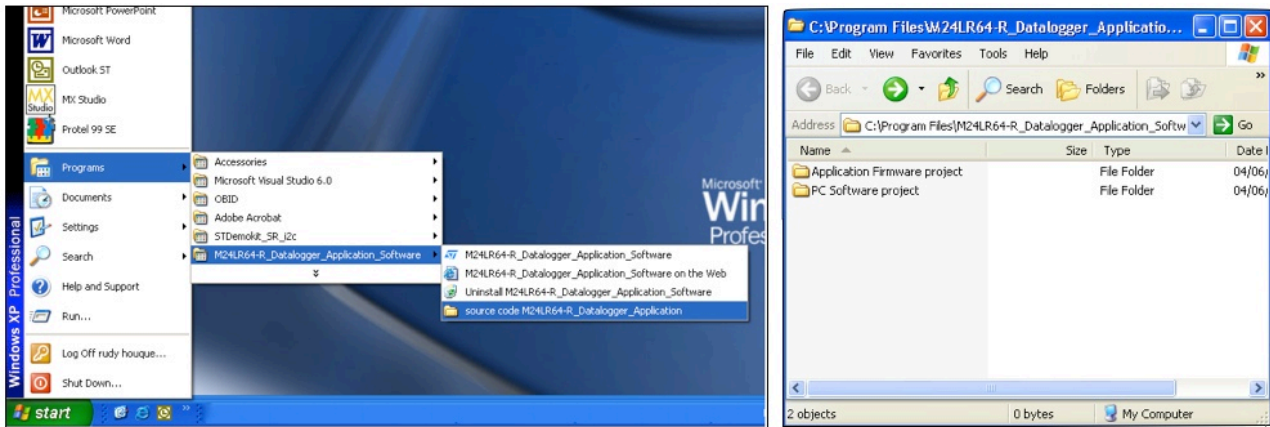 Microsoft PowerPoint
Microsoft Word
Outlook ST
MX Studio
MX Studio
Protel 99 SE
Programs
Documents
Settings
Search
Help and Support
Run...
Log Off rudy houque...
Shut Down...
Windows XP Professional
start
Accessories
Microsoft Visual Studio 6.0
OBID
Adobe Acrobat
STDemokit_SR_i2c
M24LR64-R_Datalogger_Application_Software
M24LR64-R_Datalogger_Application_Software
M24LR64-R_Datalogger_Application_Software on the Web
Uninstall M24LR64-R_Datalogger_Application_Software
source code M24LR64-R_Datalogger_Application
Microsoft
Win
Profes
C:\Program Files\M24LR64-R_Datalogger_Applicatio...
File Edit View Favorites Tools Help
Back Search Folders
Address C:\Program Files\M24LR64-R_Datalogger_Application_Softw Go
Name Size Type Date
Application Firmware project File Folder 04/06/
PC Software project File Folder 04/06/
2 objects 0 bytes My Computer